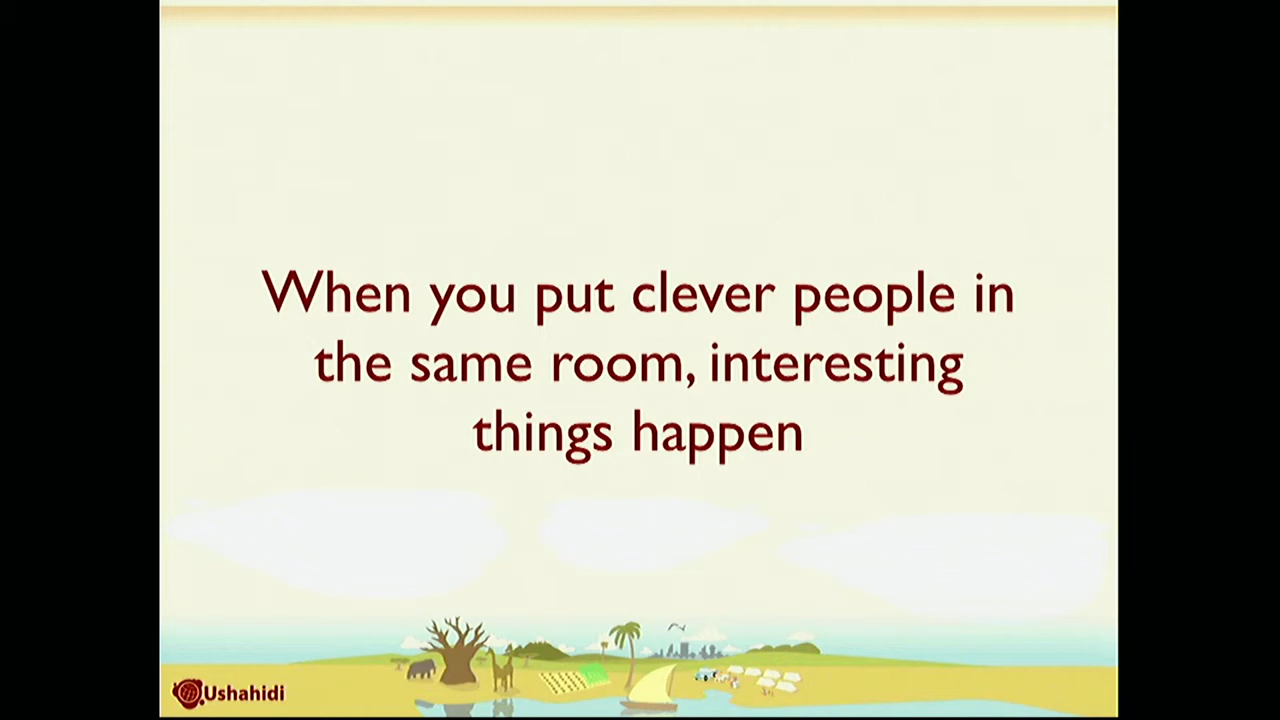 When you put clever people in
the same room, interesting
things happen
Ushahidi